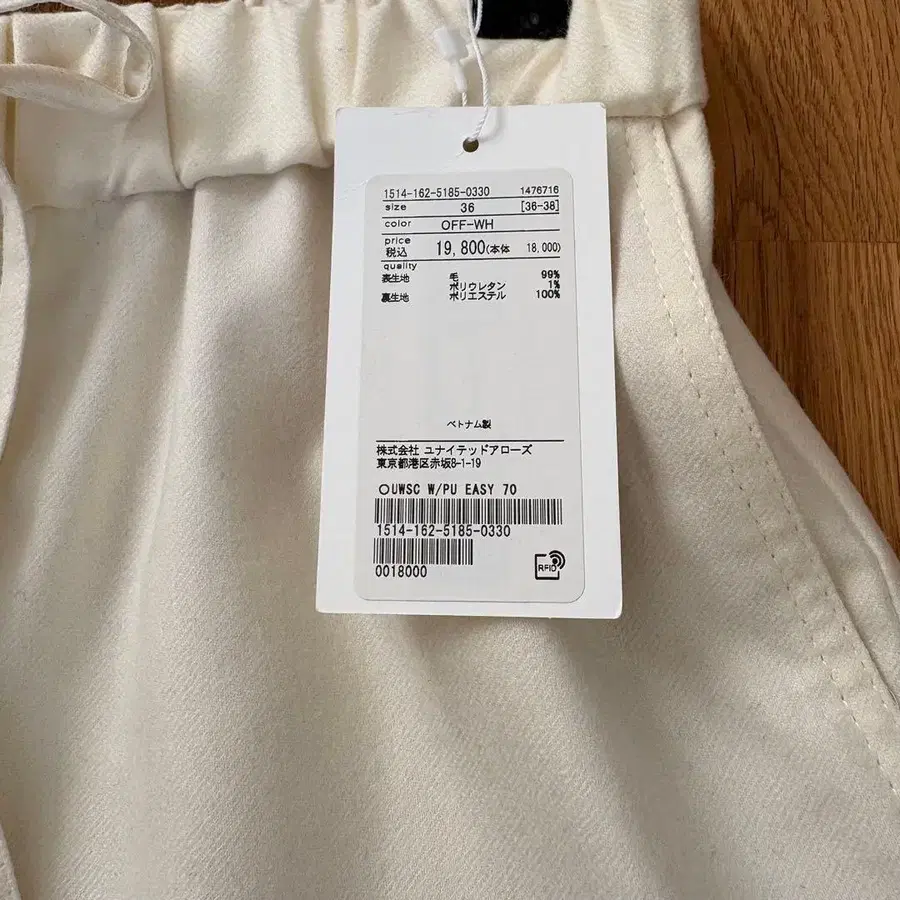 1514-162-5185-0330 1476716
size 36 [36-38]
color OFF-WH
price
税込 19,800(本体 18,000)
quality
表生地 毛 99%
ポリウレタン 1%
裏生地 ポリエステル 100%
ベトナム製
株式会社 ユナイテッドアローズ
東京都港区赤坂8-1-19
○UWSC W/PU EASY 70
1514-162-5185-0330
0018000
RFID